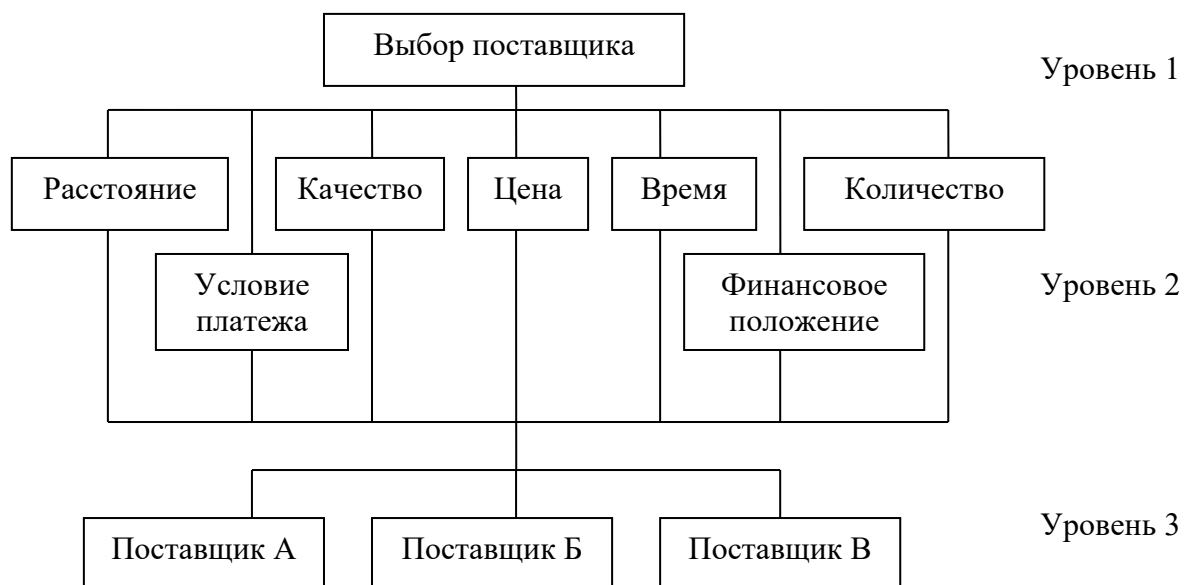 Выбор поставщика
Уровень 1
Расстояние
Качество
Цена
Время
Количество
Условие
платежа
Финансовое
положение
Уровень 2
Поставщик А
Поставщик Б
Поставщик В
Уровень 3